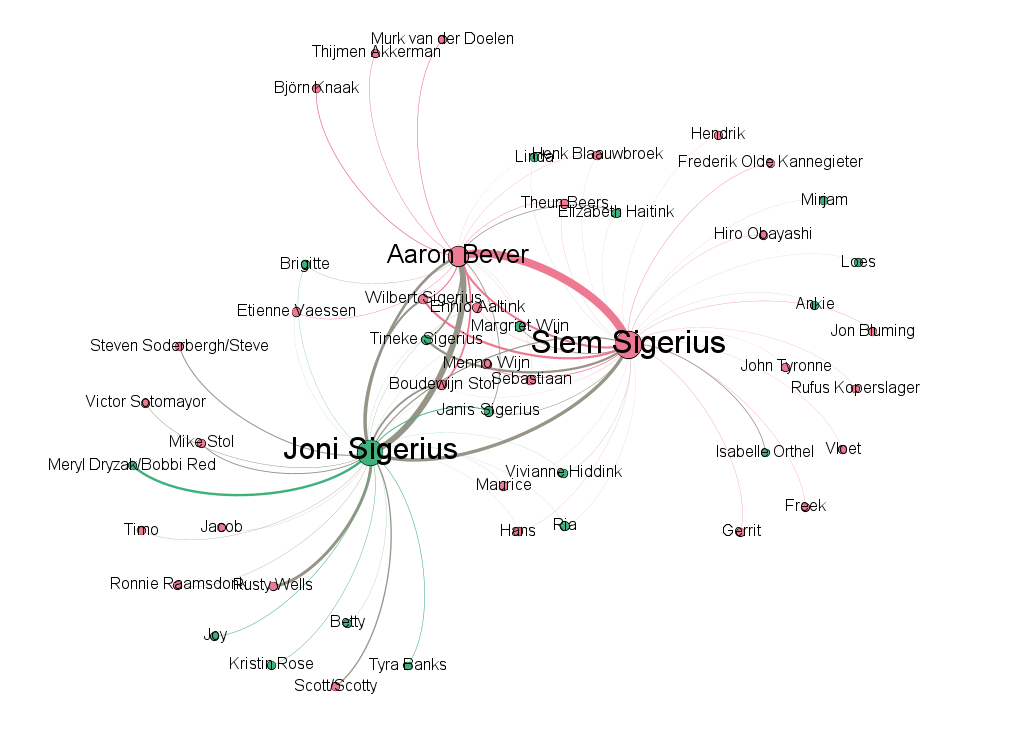 Murk van der Doelen
Thijmen Akkerman
Björn Knaak
Hendrik
Linda
Henk Blaauwbroek
Frederik Olde Kannegieter
Theun Beers
Elizabeth Haitink
Mirjam
Hiro Obayashi
Aaron Bever
Brigitte
Loes
Wilbert Sigerius
Ennio Aaltink
Etienne Vaessen
Ankie
Margriet Wijn
Jon Bluming
Tineke Sigerius
Siem Sigerius
Steven Soderbergh/Steve
Menno Wijn
John Tyronne
Boudewijn Stol
Sebastiaan
Rufus Koperslager
Victor Sotomayor
Janis Sigerius
Mike Stol
Joni Sigerius
Isabelle Orthel
Vloet
Meryl Dryzak/Bobbi Red
Vivianne Hiddink
Maurice
Freek
Timo
Jacob
Hans
Ria
Gerrit
Ronnie Raamsdonk
Rusty Wells
Betty
Joy
Kristin Rose
Tyra Banks
Scott/Scotty